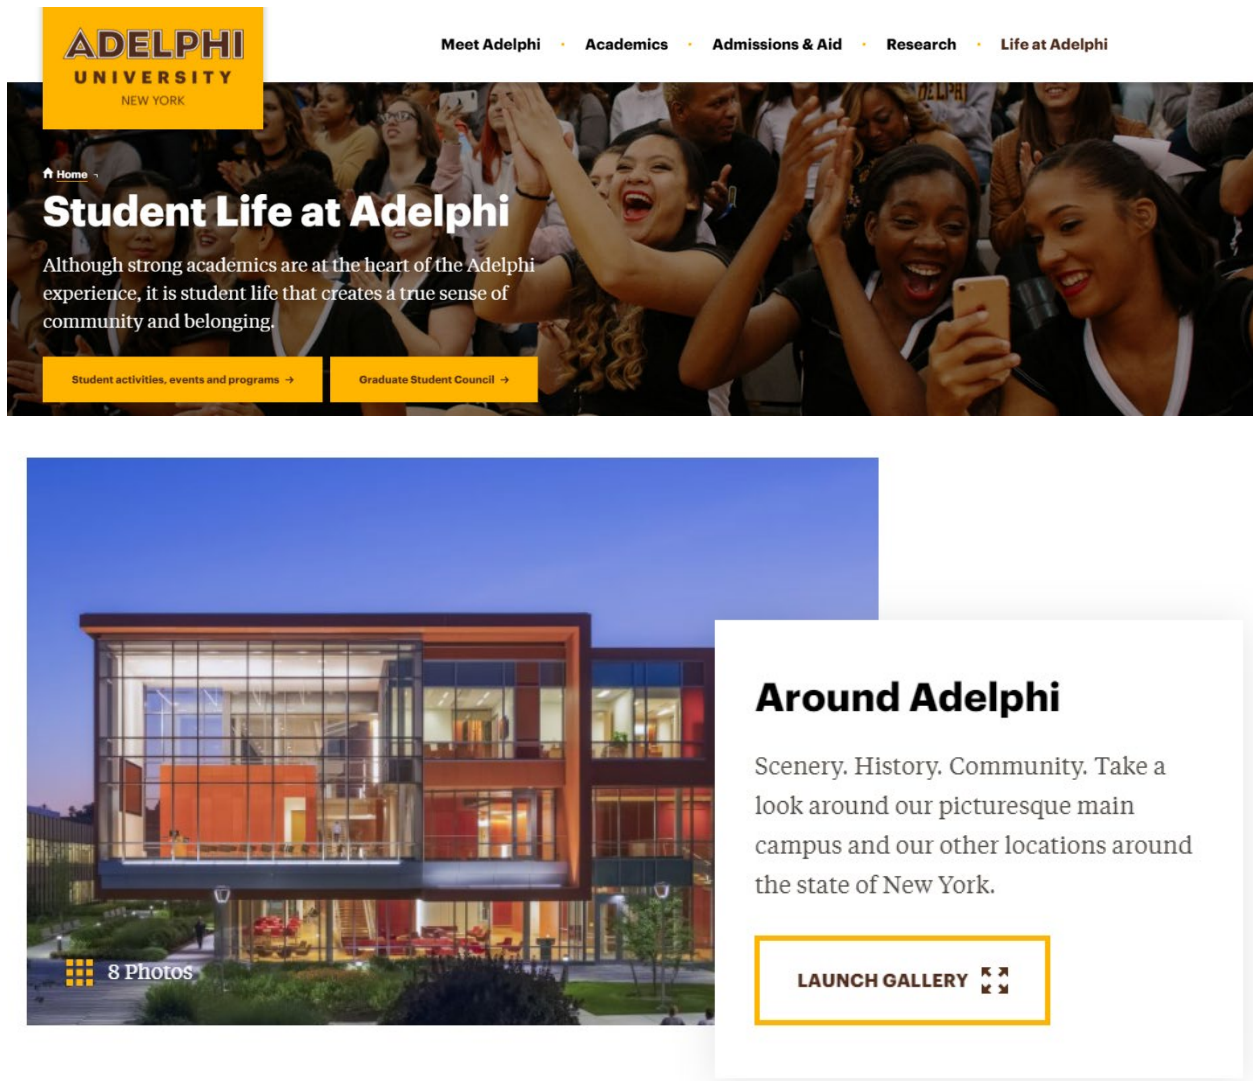 ADELPHI
UNIVERSITY
NEW YORK
Meet Adelphi · Academics · Admissions & Aid · Research · Life at Adelphi
Home
Student Life at Adelphi
Although strong academics are at the heart of the Adelphi
experience, it is student life that creates a true sense of
community and belonging.
Student activities, events and programs →
Graduate Student Council →
Around Adelphi
Scenery. History. Community. Take a
look around our picturesque main
campus and our other locations around
the state of New York.
8 Photos
LAUNCH GALLERY